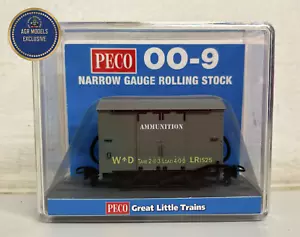 AGR MODELS
EXCLUSIVE
PECO OO-9
NARROW GAUGE ROLLING STOCK
AMMUNITION
W↑D LR1525
PECO Great Little Trains